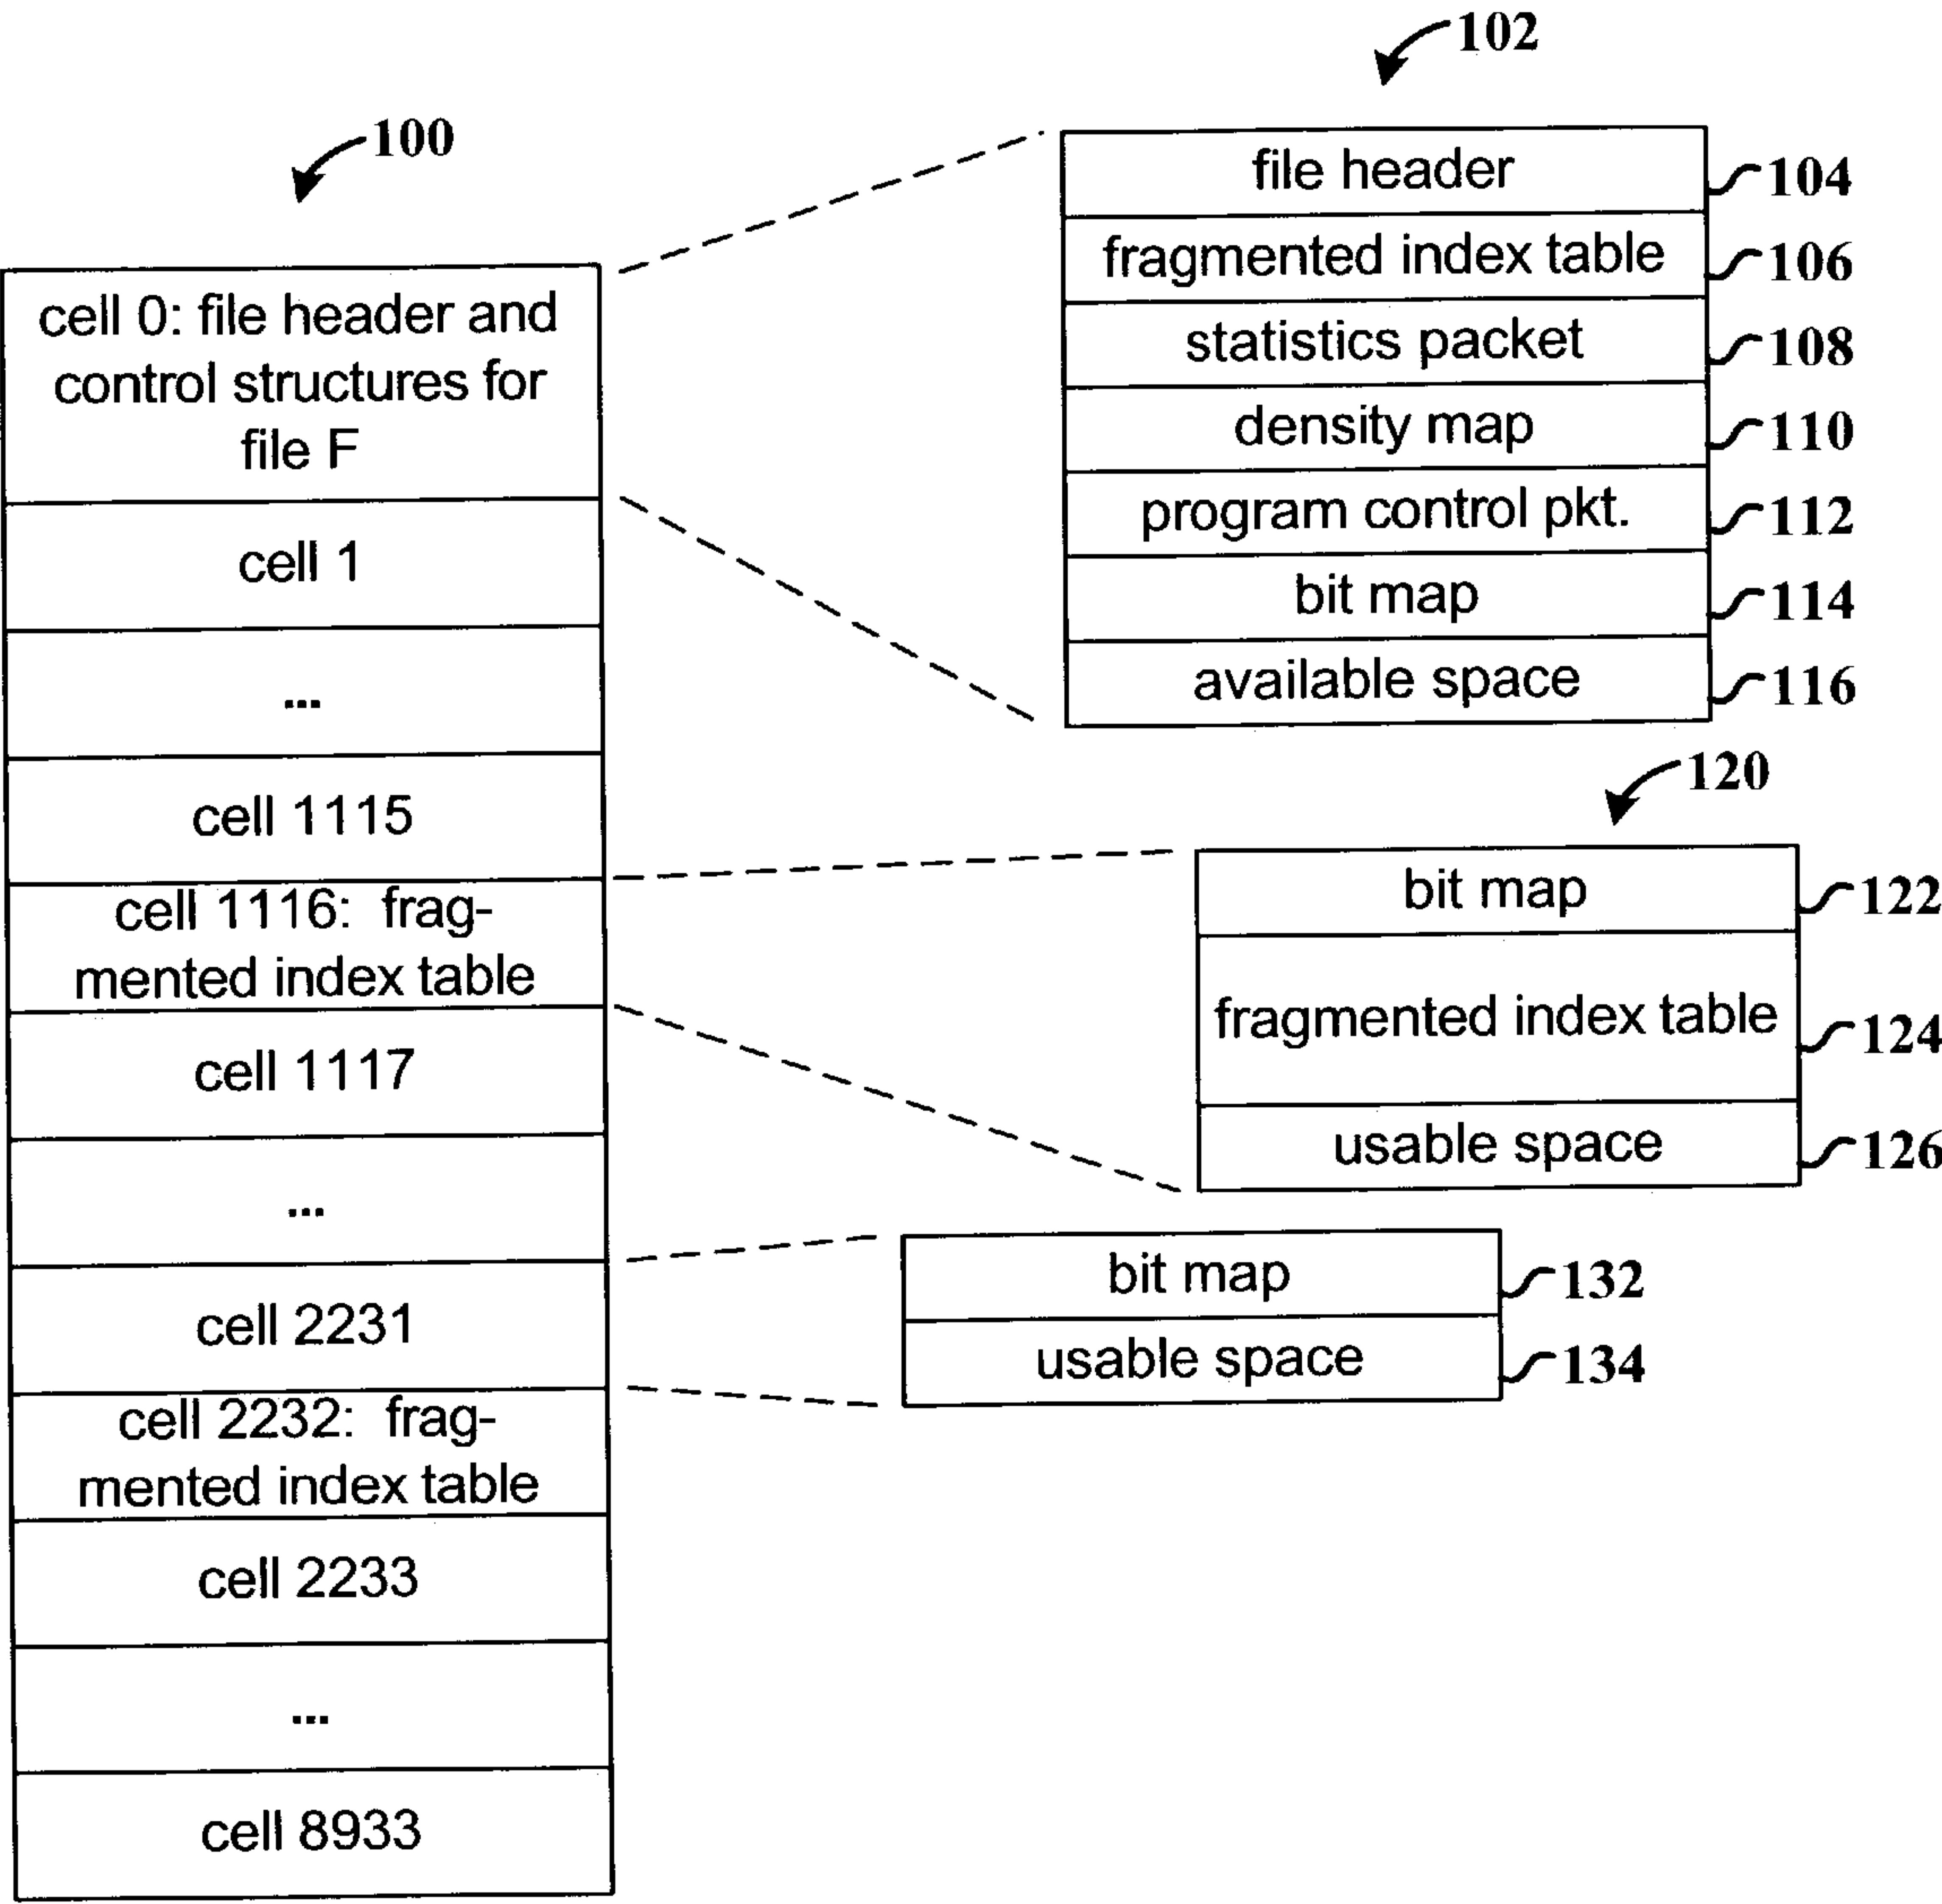 102
100
file header
104
fragmented index table
106
statistics packet
108
density map
110
program control pkt.
112
bit map
114
available space
116
cell 0: file header and
control structures for
file F
cell 1
...
cell 1115
cell 1116: frag-
mented index table
cell 1117
...
cell 2231
cell 2232: frag-
mented index table
cell 2233
...
cell 8933
120
bit map
122
fragmented index table
124
usable space
126
bit map
132
usable space
134